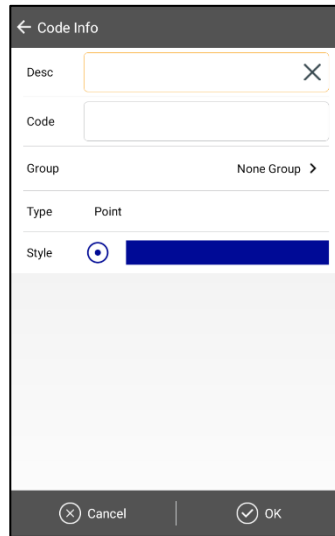 Code Info
Desc
Code
Group None Group
Type Point
Style
Cancel OK